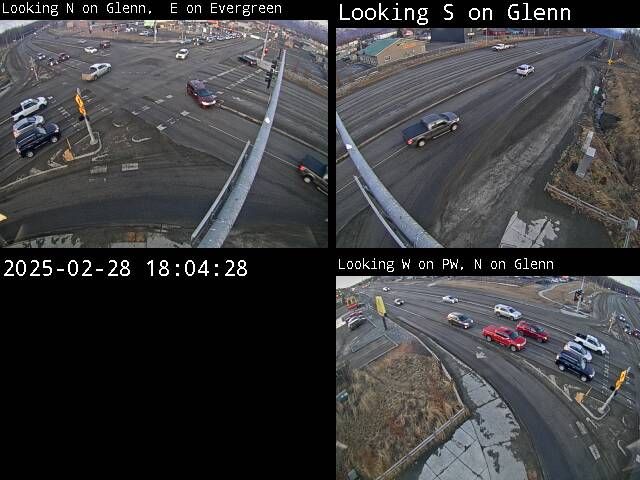 Looking N on Glenn,  E on Evergreen
Looking S on Glenn
2025-02-28 18:04:28
Looking W on PW, N on Glenn